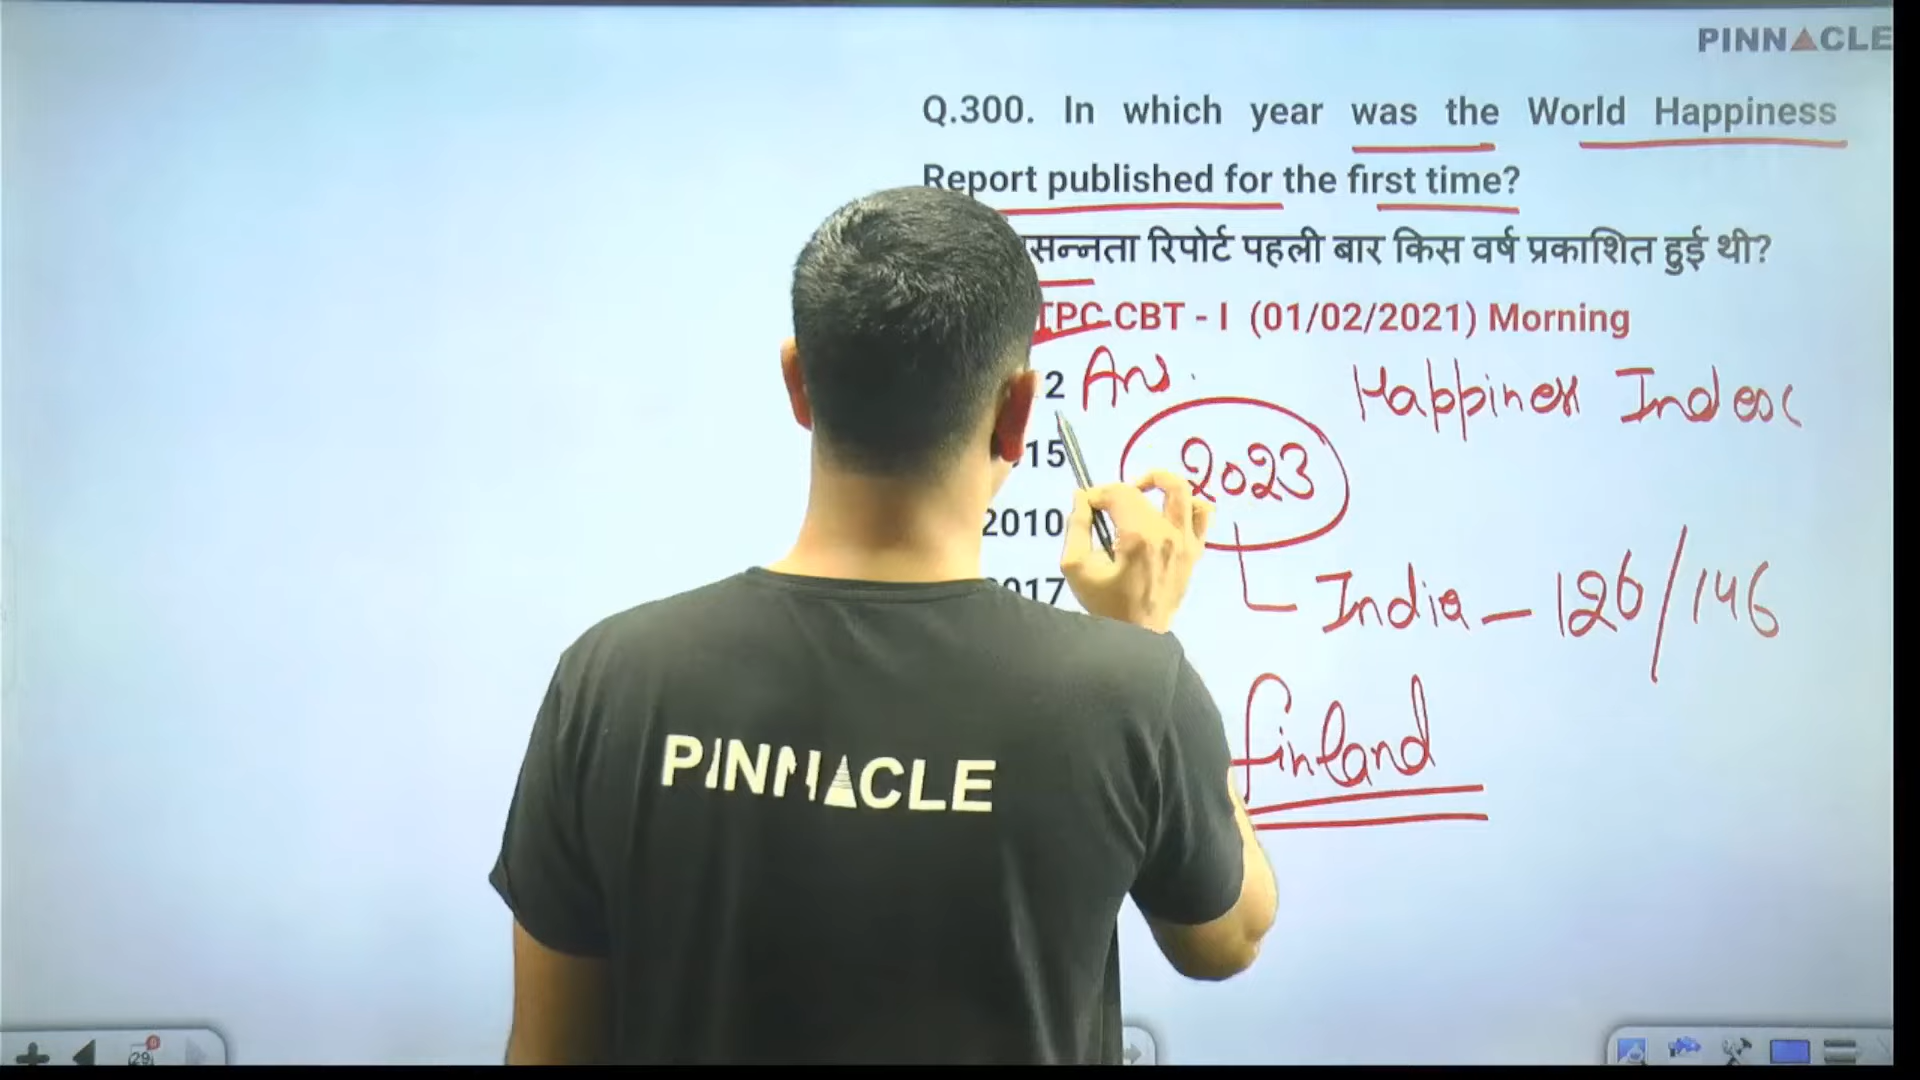 PINNACLE
Q.300. In which year was the World Happiness
Report published for the first time?
सन्नता रिपोर्ट पहली बार किस वर्ष प्रकाशित हुई थी?
TPC CBT - I (01/02/2021) Morning
2 Ans.
Happiness Index
15
2023
2010
017
India - 126/146
finland
PINNACLE
29